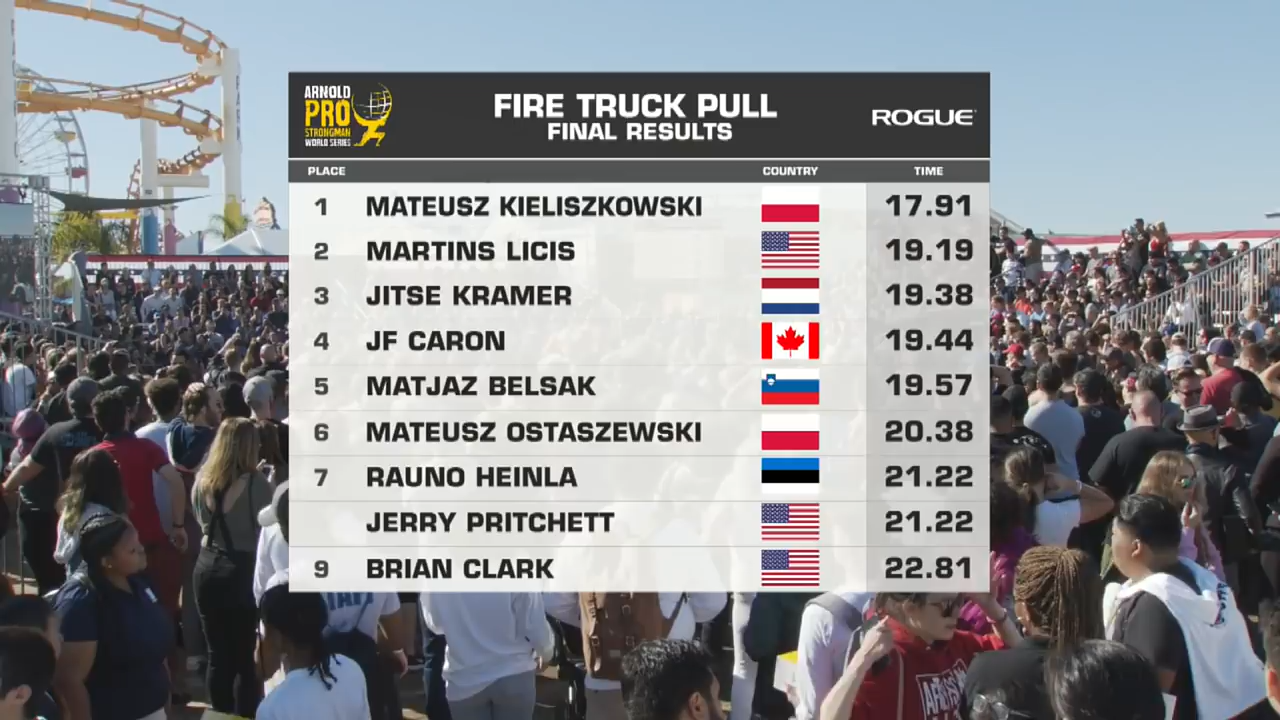 ARNOLD
PRO
STRONGMAN
WORLD SERIES
FIRE TRUCK PULL
FINAL RESULTS
ROGUE
PLACE COUNTRY TIME
1 MATEUSZ KIELISZKOWSKI 17.91
2 MARTINS LICIS 19.19
3 JITSE KRAMER 19.38
4 JF CARON 19.44
5 MATJAZ BELSAK 19.57
6 MATEUSZ OSTASZEWSKI 20.38
7 RAUNO HEINLA 21.22
JERRY PRITCHETT 21.22
9 BRIAN CLARK 22.81